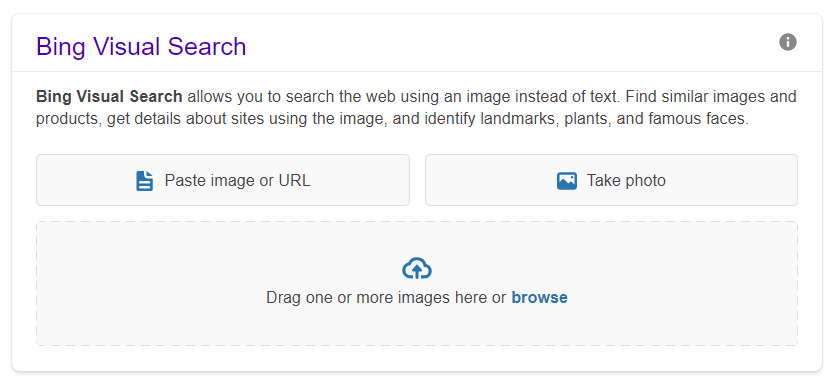 Bing Visual Search
Bing Visual Search allows you to search the web using an image instead of text. Find similar images and
products, get details about sites using the image, and identify landmarks, plants, and famous faces.
Paste image or URL
Take photo
Drag one or more images here or browse